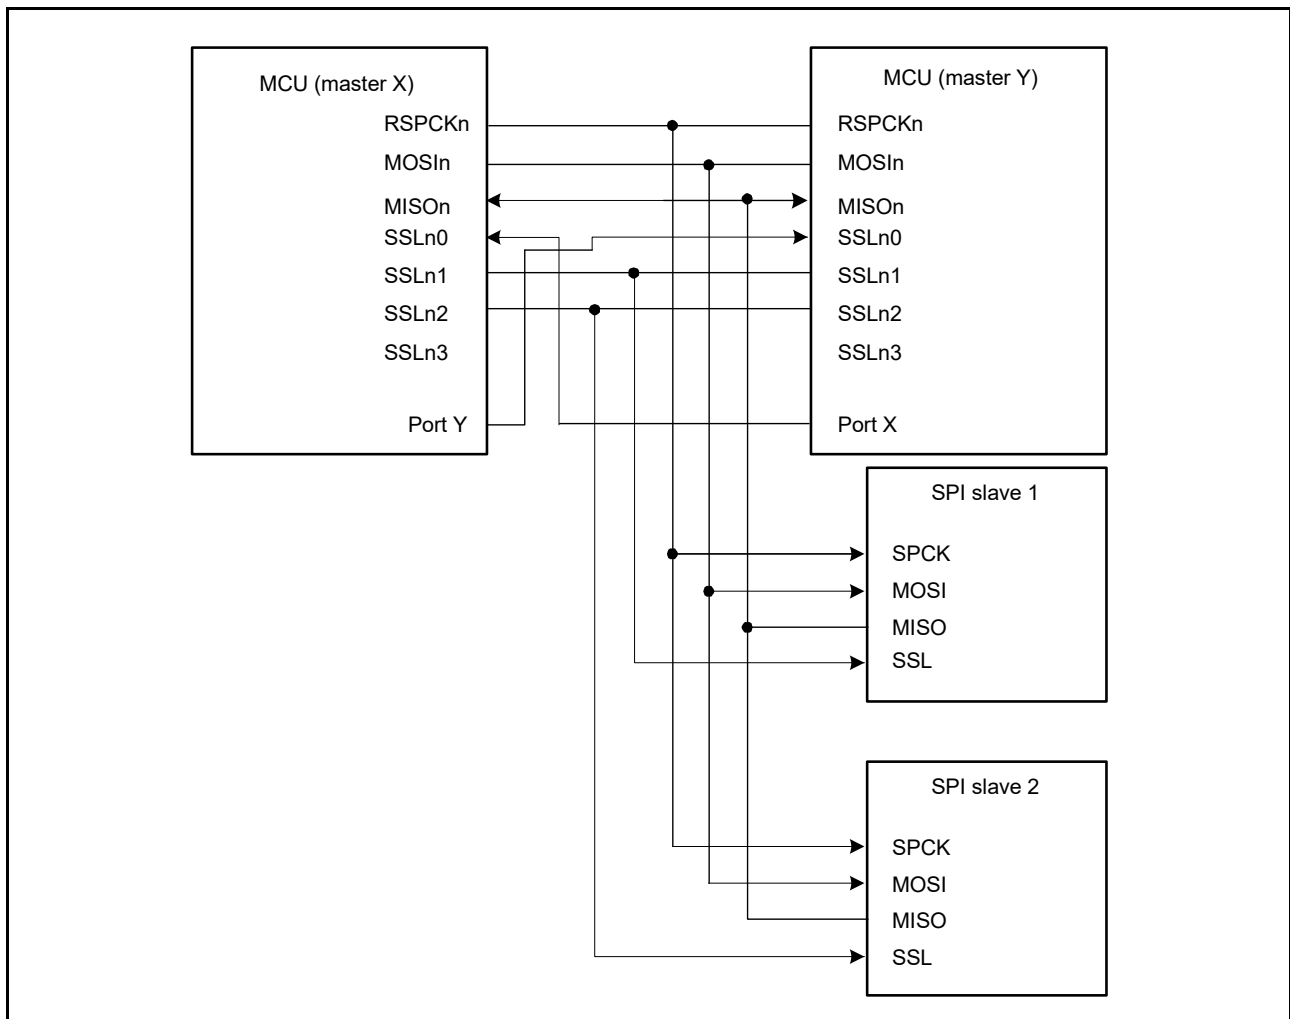 MCU (master X)
RSPCKn
MOSIn
MISOn
SSLn0
SSLn1
SSLn2
SSLn3
Port Y
MCU (master Y)
RSPCKn
MOSIn
MISOn
SSLn0
SSLn1
SSLn2
SSLn3
Port X
SPI slave 1
SPCK
MOSI
MISO
SSL
SPI slave 2
SPCK
MOSI
MISO
SSL